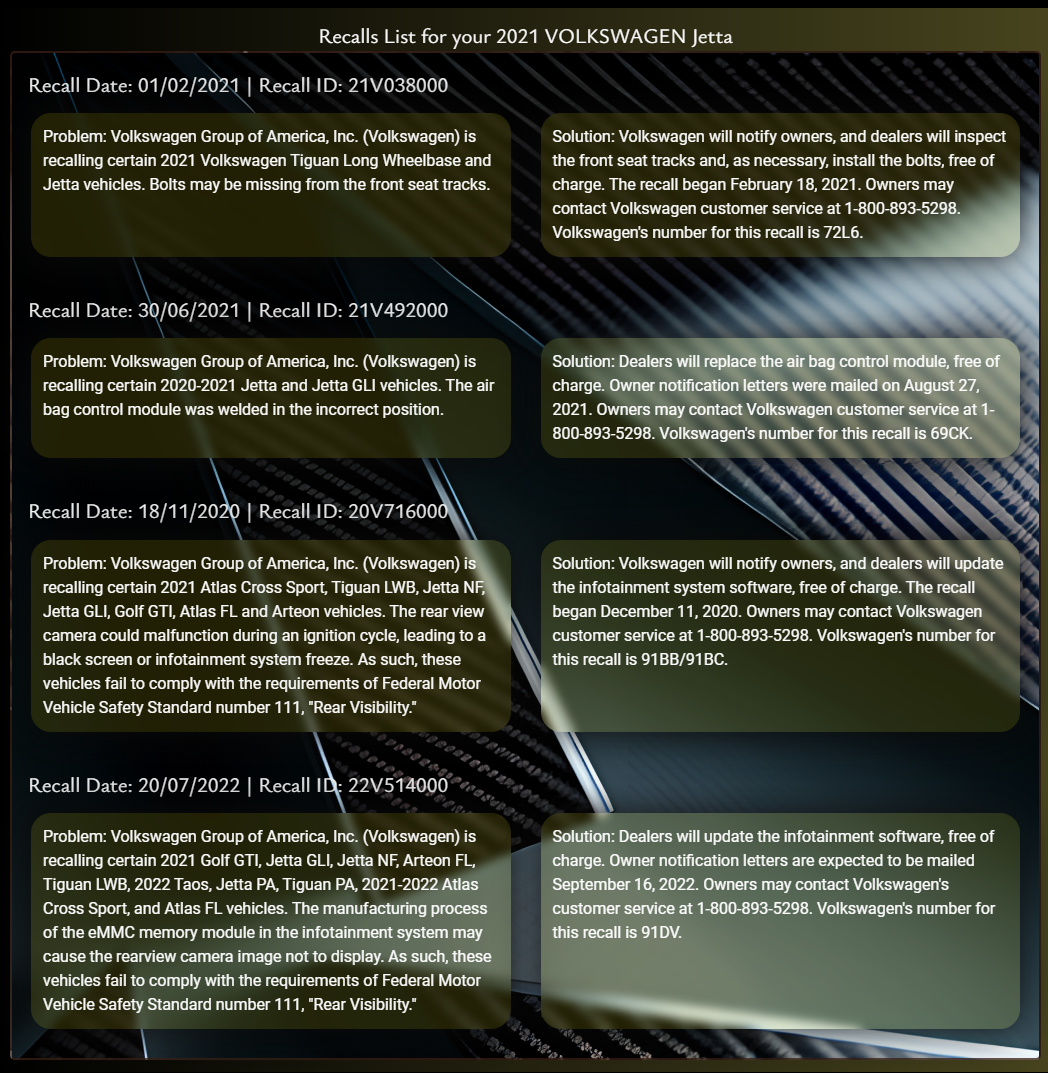 Recalls List for your 2021 VOLKSWAGEN Jetta
Recall Date: 01/02/2021 | Recall ID: 21V038000
Problem: Volkswagen Group of America, Inc. (Volkswagen) is
recalling certain 2021 Volkswagen Tiguan Long Wheelbase and
Jetta vehicles. Bolts may be missing from the front seat tracks.
Solution: Volkswagen will notify owners, and dealers will inspect
the front seat tracks and, as necessary, install the bolts, free of
charge. The recall began February 18, 2021. Owners may
contact Volkswagen customer service at 1-800-893-5298.
Volkswagen's number for this recall is 72L6.
Recall Date: 30/06/2021 | Recall ID: 21V492000
Problem: Volkswagen Group of America, Inc. (Volkswagen) is
recalling certain 2020-2021 Jetta and Jetta GLI vehicles. The air
bag control module was welded in the incorrect position.
Solution: Dealers will replace the air bag control module, free of
charge. Owner notification letters were mailed on August 27,
2021. Owners may contact Volkswagen customer service at 1-
800-893-5298. Volkswagen's number for this recall is 69CK.
Recall Date: 18/11/2020 | Recall ID: 20V716000
Problem: Volkswagen Group of America, Inc. (Volkswagen) is
recalling certain 2021 Atlas Cross Sport, Tiguan LWB, Jetta NF,
Jetta GLI, Golf GTI, Atlas FL and Arteon vehicles. The rear view
camera could malfunction during an ignition cycle, leading to a
black screen or infotainment system freeze. As such, these
vehicles fail to comply with the requirements of Federal Motor
Vehicle Safety Standard number 111, "Rear Visibility."
Solution: Volkswagen will notify owners, and dealers will update
the infotainment system software, free of charge. The recall
began December 11, 2020. Owners may contact Volkswagen
customer service at 1-800-893-5298. Volkswagen's number for
this recall is 91BB/91BC.
Recall Date: 20/07/2022 | Recall ID: 22V514000
Problem: Volkswagen Group of America, Inc. (Volkswagen) is
recalling certain 2021 Golf GTI, Jetta GLI, Jetta NF, Arteon FL,
Tiguan LWB, 2022 Taos, Jetta PA, Tiguan PA, 2021-2022 Atlas
Cross Sport, and Atlas FL vehicles. The manufacturing process
of the eMMC memory module in the infotainment system may
cause the rearview camera image not to display. As such, these
vehicles fail to comply with the requirements of Federal Motor
Vehicle Safety Standard number 111, "Rear Visibility."
Solution: Dealers will update the infotainment software, free of
charge. Owner notification letters are expected to be mailed
September 16, 2022. Owners may contact Volkswagen's
customer service at 1-800-893-5298. Volkswagen's number for
this recall is 91DV.